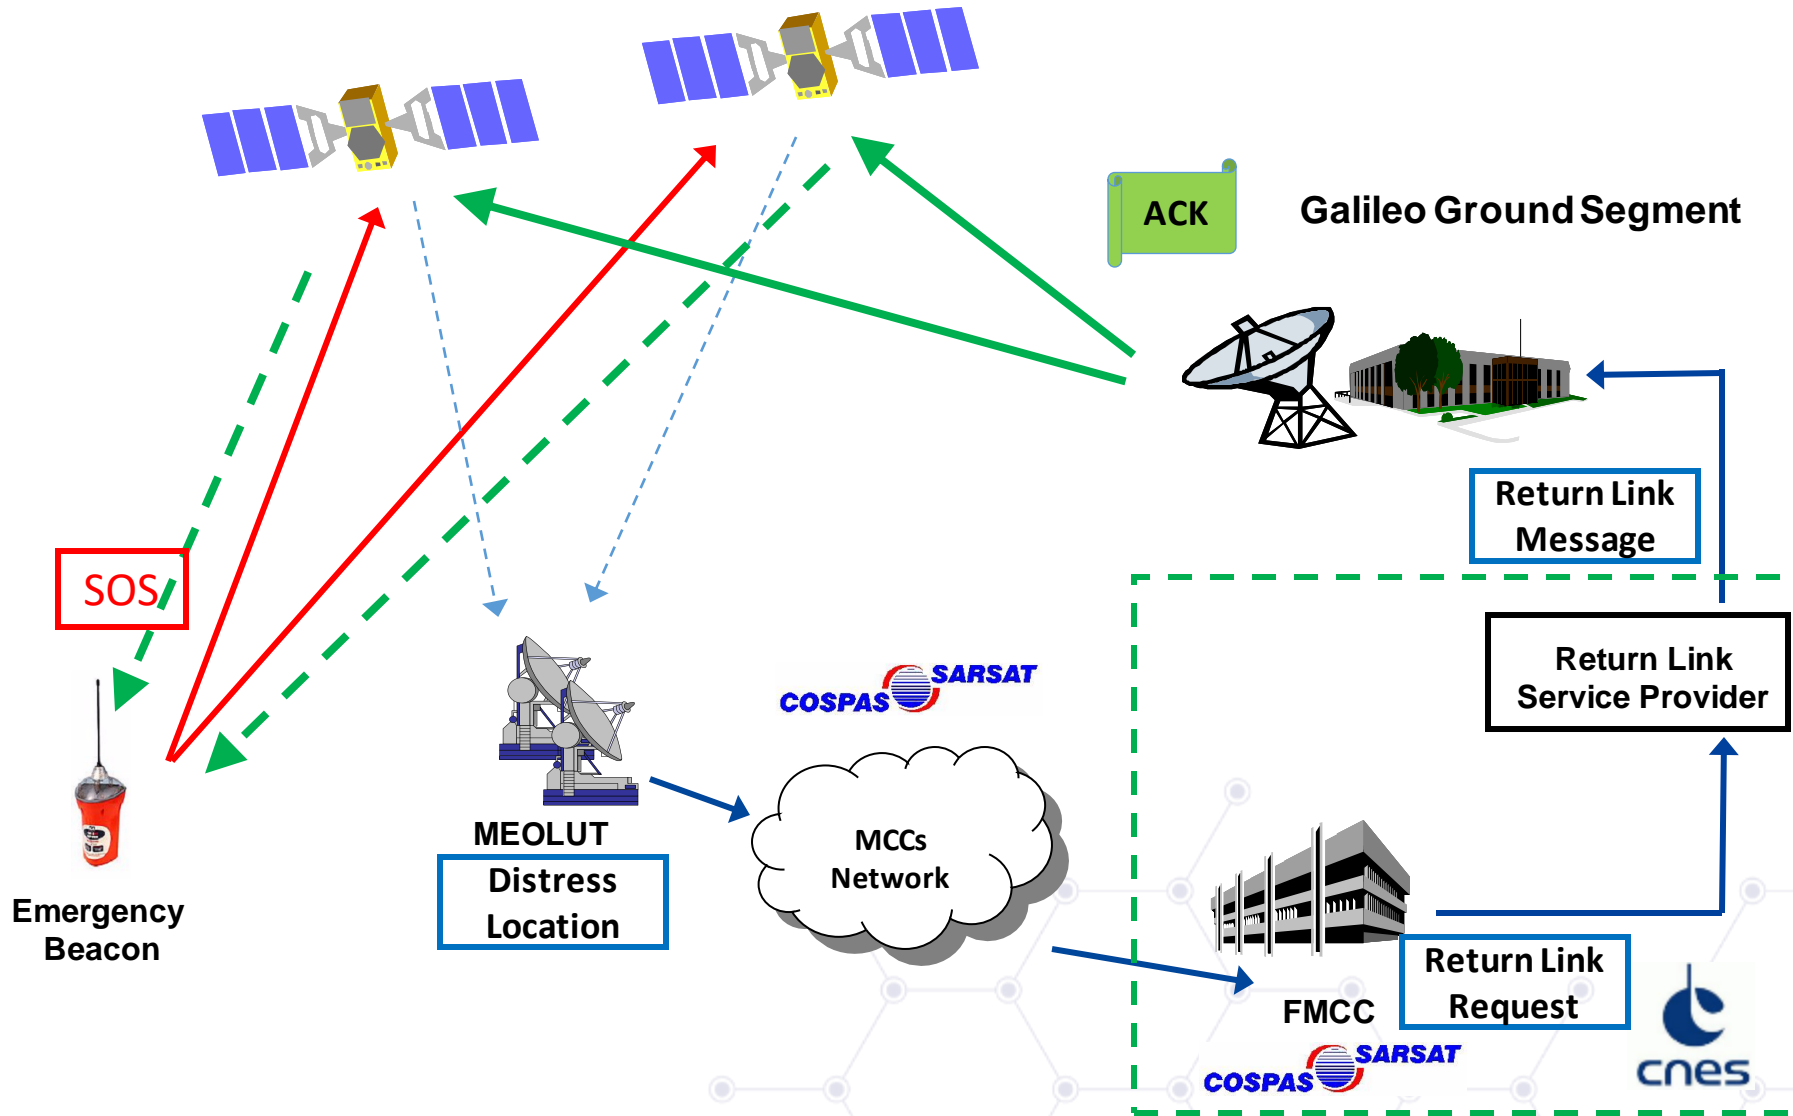 ACK
Galileo Ground Segment
Return Link
Message
SOS
Return Link
Service Provider
COSPAS SARSAT
MEOLUT
Distress
Location
MCCs
Network
Emergency
Beacon
Return Link
Request
FMCC
COSPAS SARSAT
cnes